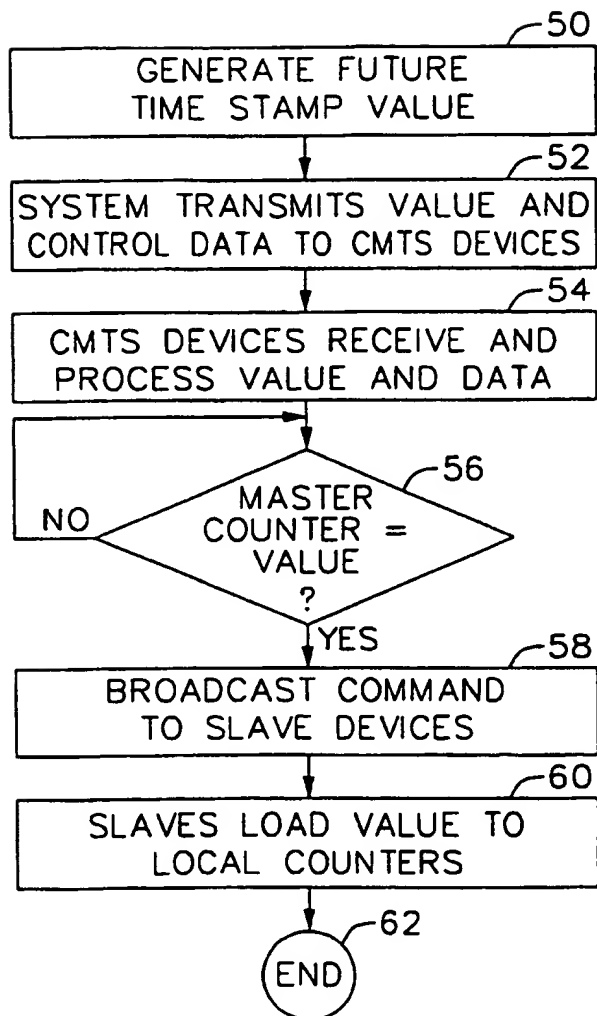 50
GENERATE FUTURE
TIME STAMP VALUE
52
SYSTEM TRANSMITS VALUE AND
CONTROL DATA TO CMTS DEVICES
54
CMTS DEVICES RECEIVE AND
PROCESS VALUE AND DATA
56
MASTER
COUNTER =
VALUE
?
NO
YES
58
BROADCAST COMMAND
TO SLAVE DEVICES
60
SLAVES LOAD VALUE TO
LOCAL COUNTERS
62
END